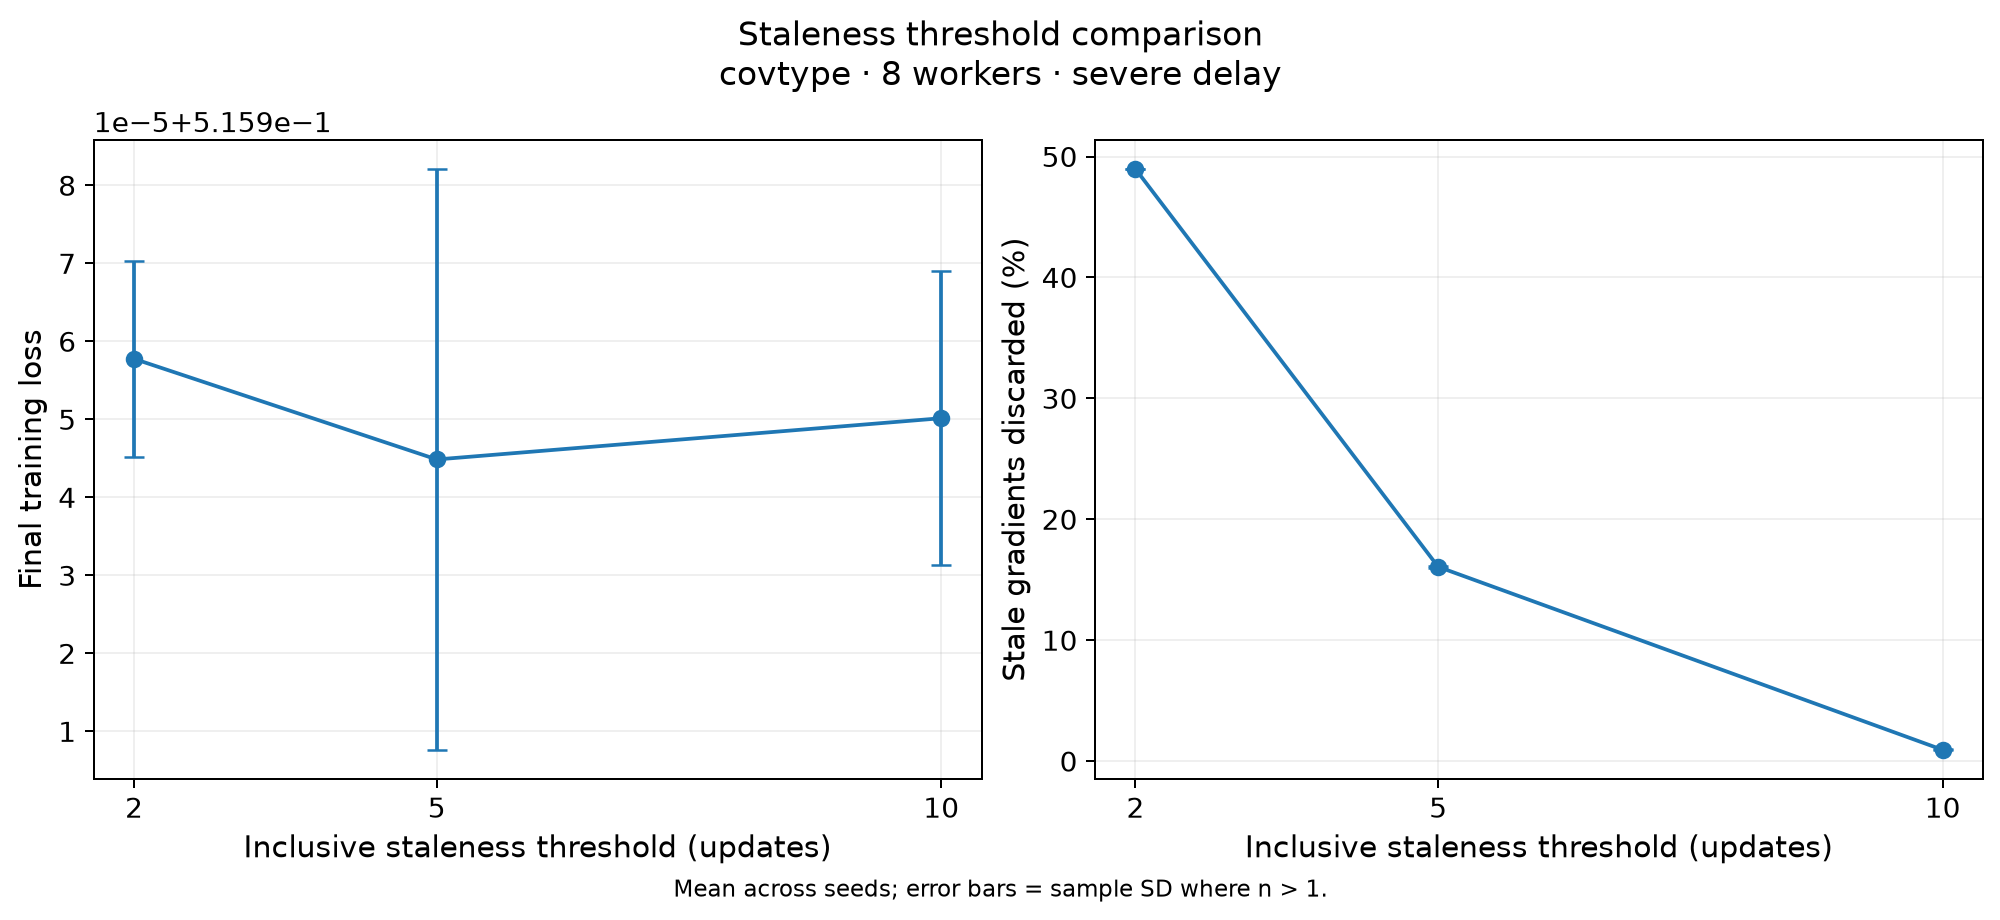 Staleness threshold comparison
covtype · 8 workers · severe delay
1e−5+5.159e−1
Final training loss
8
7
6
5
4
3
2
1
2 5 10
Inclusive staleness threshold (updates)
Stale gradients discarded (%)
50
40
30
20
10
0
2 5 10
Inclusive staleness threshold (updates)
Mean across seeds; error bars = sample SD where n > 1.